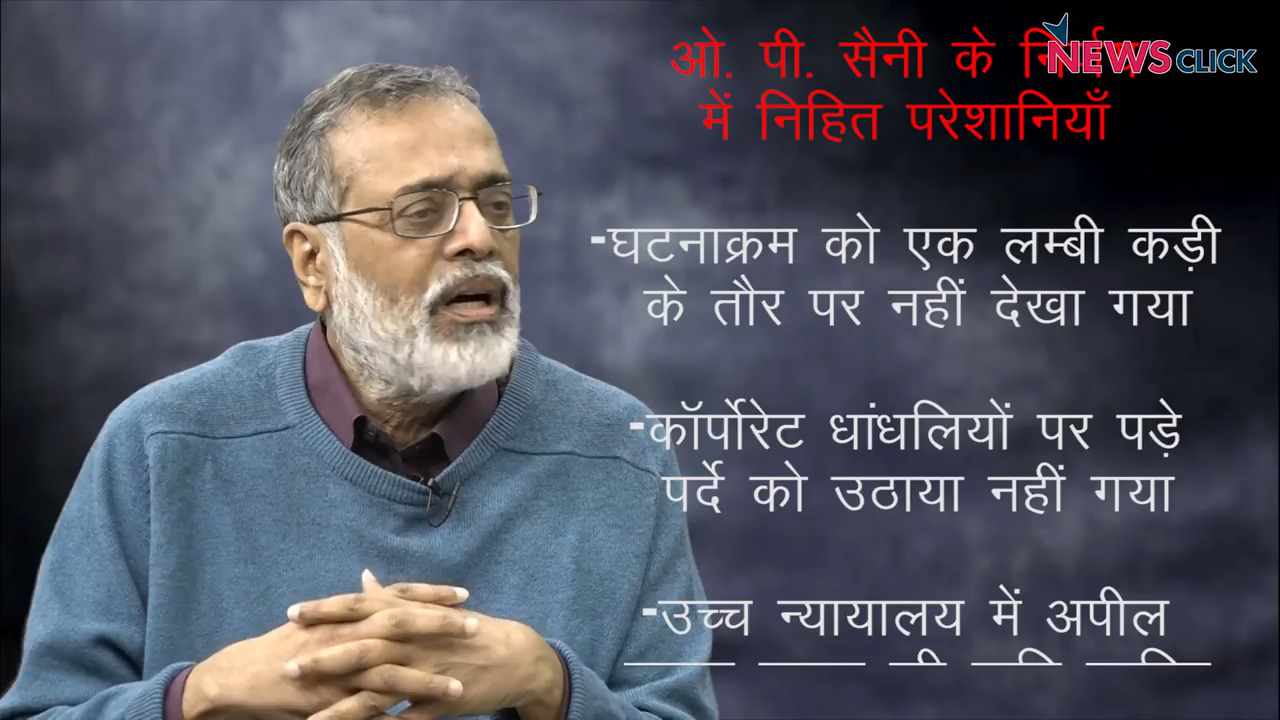 ओ. पी. सैनी के
NEWSCLICK
में निहित परेशानियाँ
-घटनाक्रम को एक लम्बी कड़ी
के तौर पर नहीं देखा गया
-कॉर्पोरेट धांधलियों पर पड़े
पर्दे को उठाया नहीं गया
-उच्च न्यायालय में अपील